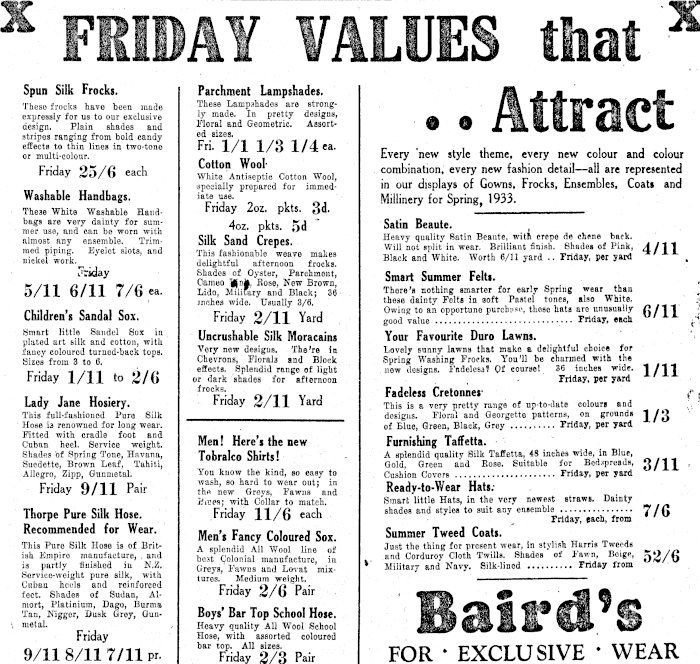 X FRIDAY VALUES that X
. . Attract
Spun Silk Frocks.
These frocks have been made
expressly for us to our exclusive
design. Plain shades and
stripes ranging from bold candy
effects to thin lines in two-tone
or multi-colour.
Friday 25/6 each
Washable Handbags.
These White Washable Hand-
bags are very dainty for sum-
mer use, and can be worn with
almost any ensemble. Trim-
med piping. Eyelet slots, and
nickel work.
Friday
5/11 6/11 7/6 ea.
Children's Sandal Sox.
Smart little Sandel Sox in
plated art silk and cotton, with
fancy coloured turned-back tops.
Sizes from 3 to 6.
Friday 1/11 to 2/6
Lady Jane Hosiery.
This full-fashioned Pure Silk
Hose is renowned for long wear.
Fitted with cradle foot and
Cuban heel. Service weight.
Shades of Spring Tone, Havana,
Suedette, Brown Leaf, Tahiti,
Allegro, Zipp, Gunmetal.
Friday 9/11 Pair
Thorpe Pure Silk Hose.
Recommended for Wear.
This Pure Silk Hose is of Brit-
ish Empire manufacture, and
is partly finished in N.Z.
Service-weight pure silk, with
Cuban heels and reinforced
feet. Shades of Sudan, Al-
mort, Platinium, Dago, Burma
Tan, Nigger, Dusk Grey, Gun-
metal.
Friday
9/11 8/11 7/11 pr.
Parchment Lampshades.
These Lampshades are strong-
ly made. In pretty designs,
Floral and Geometric. Assort-
ed sizes.
Fri. 1/1 1/3 1/4 ea.
Cotton Wool.
White Antiseptic Cotton Wool,
specially prepared for immed-
iate use.
Friday 2oz. pkts. 3d.
4oz. pkts. 5d
Silk Sand Crepes.
This fashionable weave makes
delightful afternoon frocks.
Shades of Oyster, Parchment,
Cameo Pink, Rose, New Brown,
Lido, Military and Black; 36
inches wide. Usually 3/6.
Friday 2/11 Yard
Uncrushable Silk Moracains
Very new designs. The're in
Chevrons, Florals and Block
effects. Splendid range of light
or dark shades for afternoon
frocks.
Friday 2/11 Yard
Men! Here's the new
Tobralco Shirts!
You know the kind, so easy to
wash, so hard to wear out; in
the new Greys, Fawns and
Blues; with Collar to match.
Friday 11/6 each
Men's Fancy Coloured Sox.
A splendid All Wool line of
best Colonial manufacture, in
Greys, Fawns and Lovat mix-
tures. Medium weight.
Friday 2/6 Pair
Boys' Bar Top School Hose.
Heavy quality All Wool School
Hose, with assorted coloured
bar top. All sizes.
Friday 2/3 Pair
Every new style theme, every new colour and colour
combination, every new fashion detail—all are represented
in our displays of Gowns, Frocks, Ensembles, Coats and
Millinery for Spring, 1933.
Satin Beaute.
Heavy quality Satin Beaute, with crepe de chene back.
Will not split in wear. Brilliant finish. Shades of Pink,
Black and White. Worth 6/11 yard .. Friday, per yard 4/11
Smart Summer Felts.
There's nothing smarter for early Spring wear than
these dainty Felts in soft Pastel tones, also White.
Owing to an opportune purchase, these hats are unusually
good value ........................ Friday, each 6/11
Your Favourite Duro Lawns.
Lovely sunny lawns that make a delightful choice for
Spring Washing Frocks. You'll be charmed with the
new designs. Fadeless? Of course! 36 inches wide.
Friday, per yard 1/11
Fadeless Cretonnes
This is a very pretty range of up-to-date colours and
designs. Floral and Georgette patterns, on grounds
of Blue, Green, Black, Grey .......... Friday, per yard 1/3
Furnishing Taffetta.
A splendid quality Silk Taffetta, 48 inches wide, in Blue,
Gold, Green and Rose. Suitable for Bedspreads,
Cushion Covers .................... Friday, per yard 3/11
Ready-to-Wear Hats.
Smart little Hats, in the very newest straws. Dainty
shades and styles to suit any ensemble ................
Friday, each, from 7/6
Summer Tweed Coats.
Just the thing for present wear, in stylish Harris Tweeds
and Corduroy Cloth Twills. Shades of Fawn, Beige,
Military and Navy. Silk-lined .......... Friday from 52/6
Baird's
FOR · EXCLUSIVE · WEAR